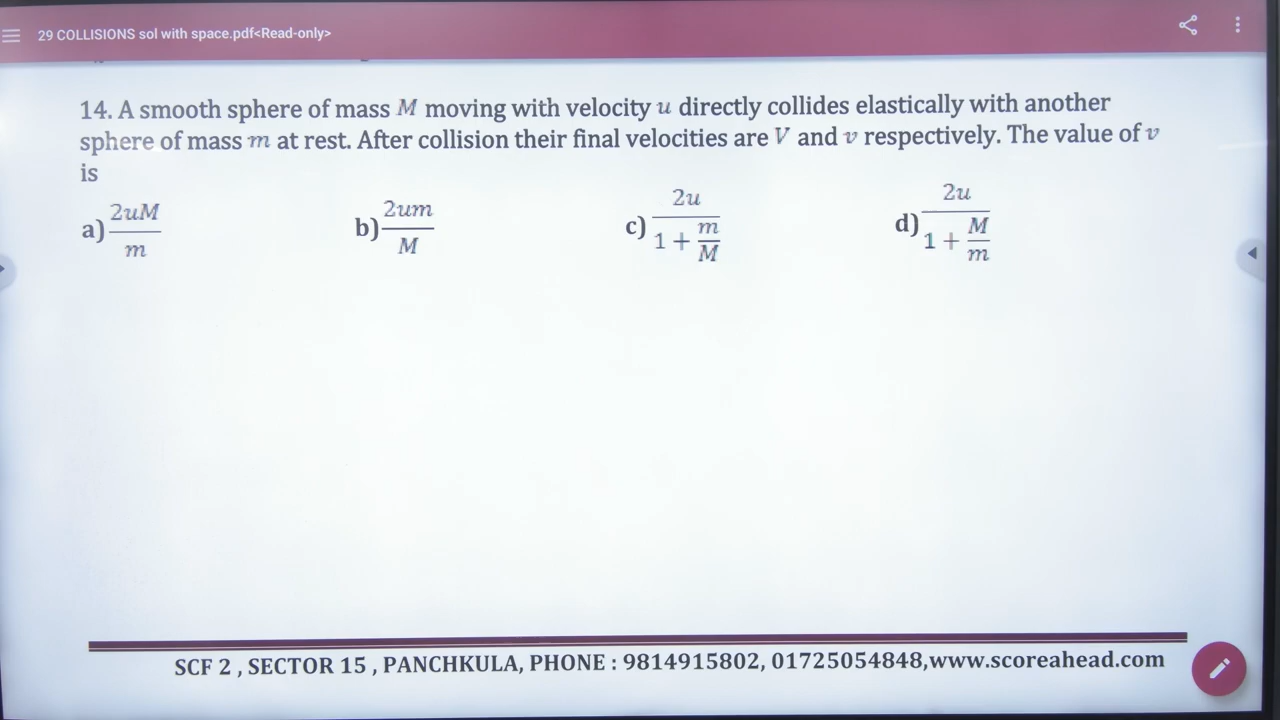 29 COLLISIONS sol with space.pdf<Read-only>
14. A smooth sphere of mass M moving with velocity u directly collides elastically with another
sphere of mass m at rest. After collision their final velocities are V and v respectively. The value of v
is
a) 2uM/m b) 2um/M c) 2u/(1 + m/M) d) 2u/(1 + M/m)
SCF 2 , SECTOR 15 , PANCHKULA, PHONE : 9814915802, 01725054848,www.scoreahead.com